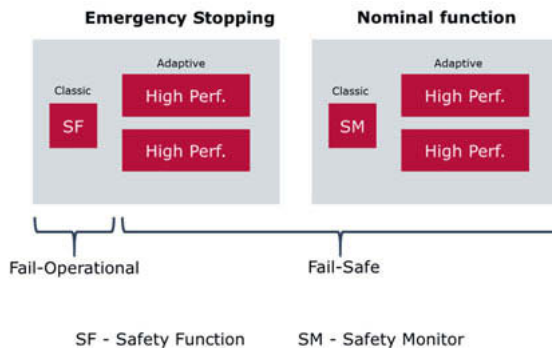 Emergency Stopping
Nominal function
Adaptive
Classic
High Perf.
SF
High Perf.
Adaptive
Classic
High Perf.
SM
High Perf.
Fail-Operational
Fail-Safe
SF - Safety Function
SM - Safety Monitor